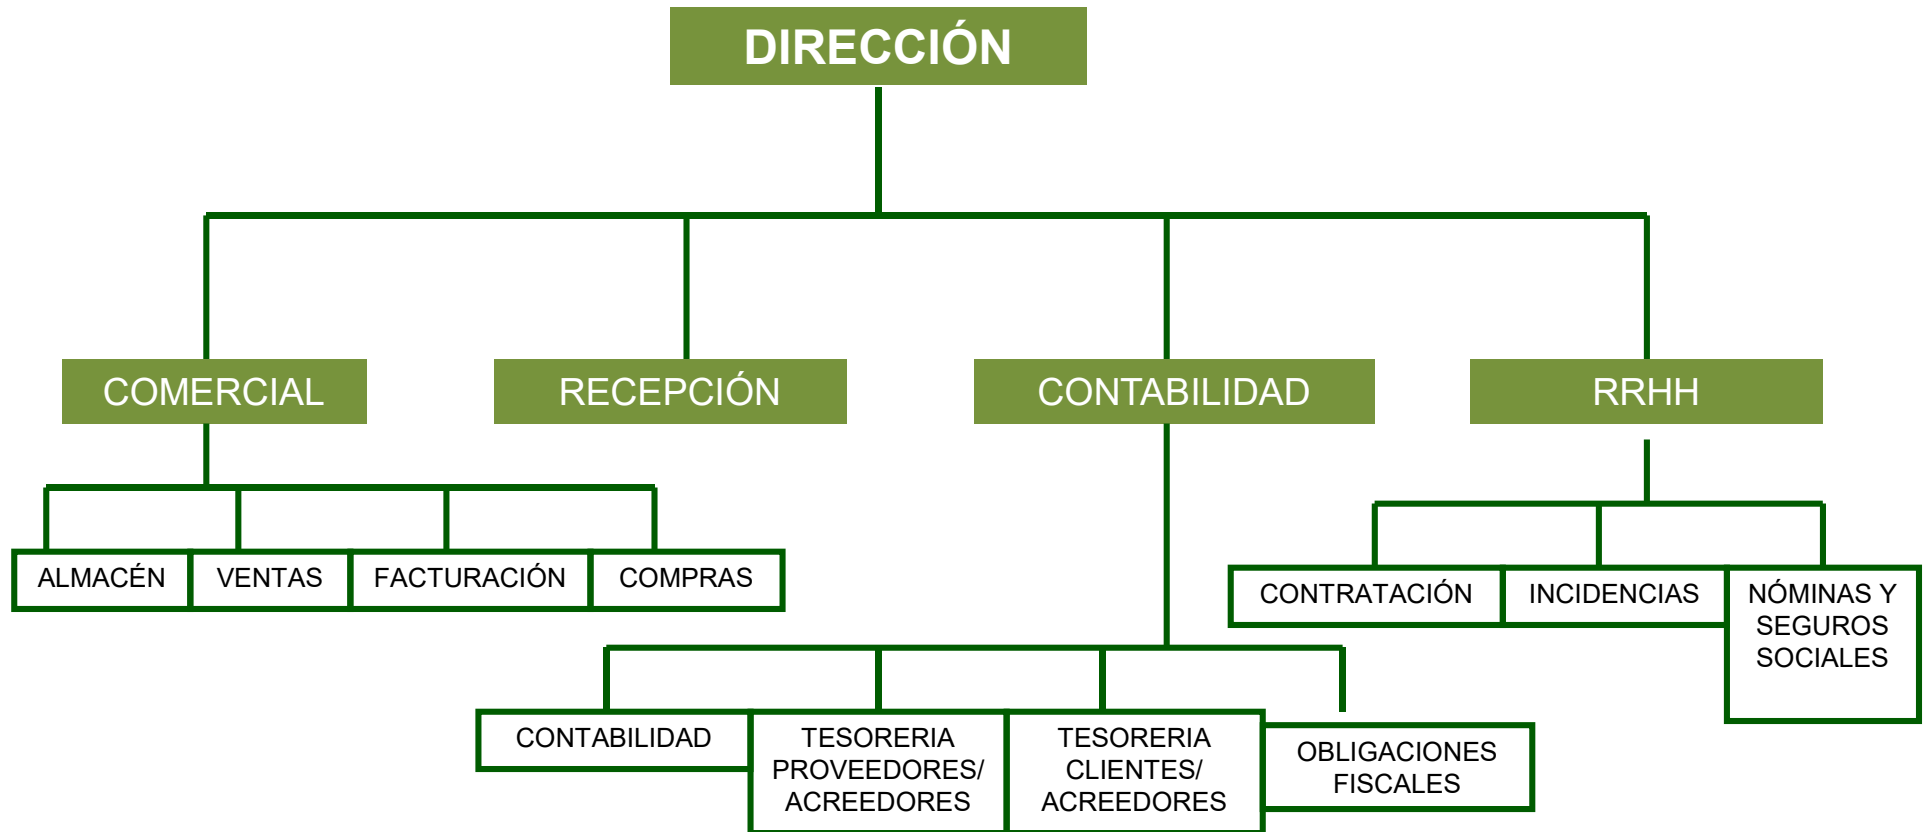 DIRECCIÓN
COMERCIAL
RECEPCIÓN
CONTABILIDAD
RRHH
ALMACÉN
VENTAS
FACTURACIÓN
COMPRAS
CONTRATACIÓN
INCIDENCIAS
NÓMINAS Y
SEGUROS
SOCIALES
CONTABILIDAD
TESORERIA
PROVEEDORES/
ACREEDORES
TESORERIA
CLIENTES/
ACREEDORES
OBLIGACIONES
FISCALES